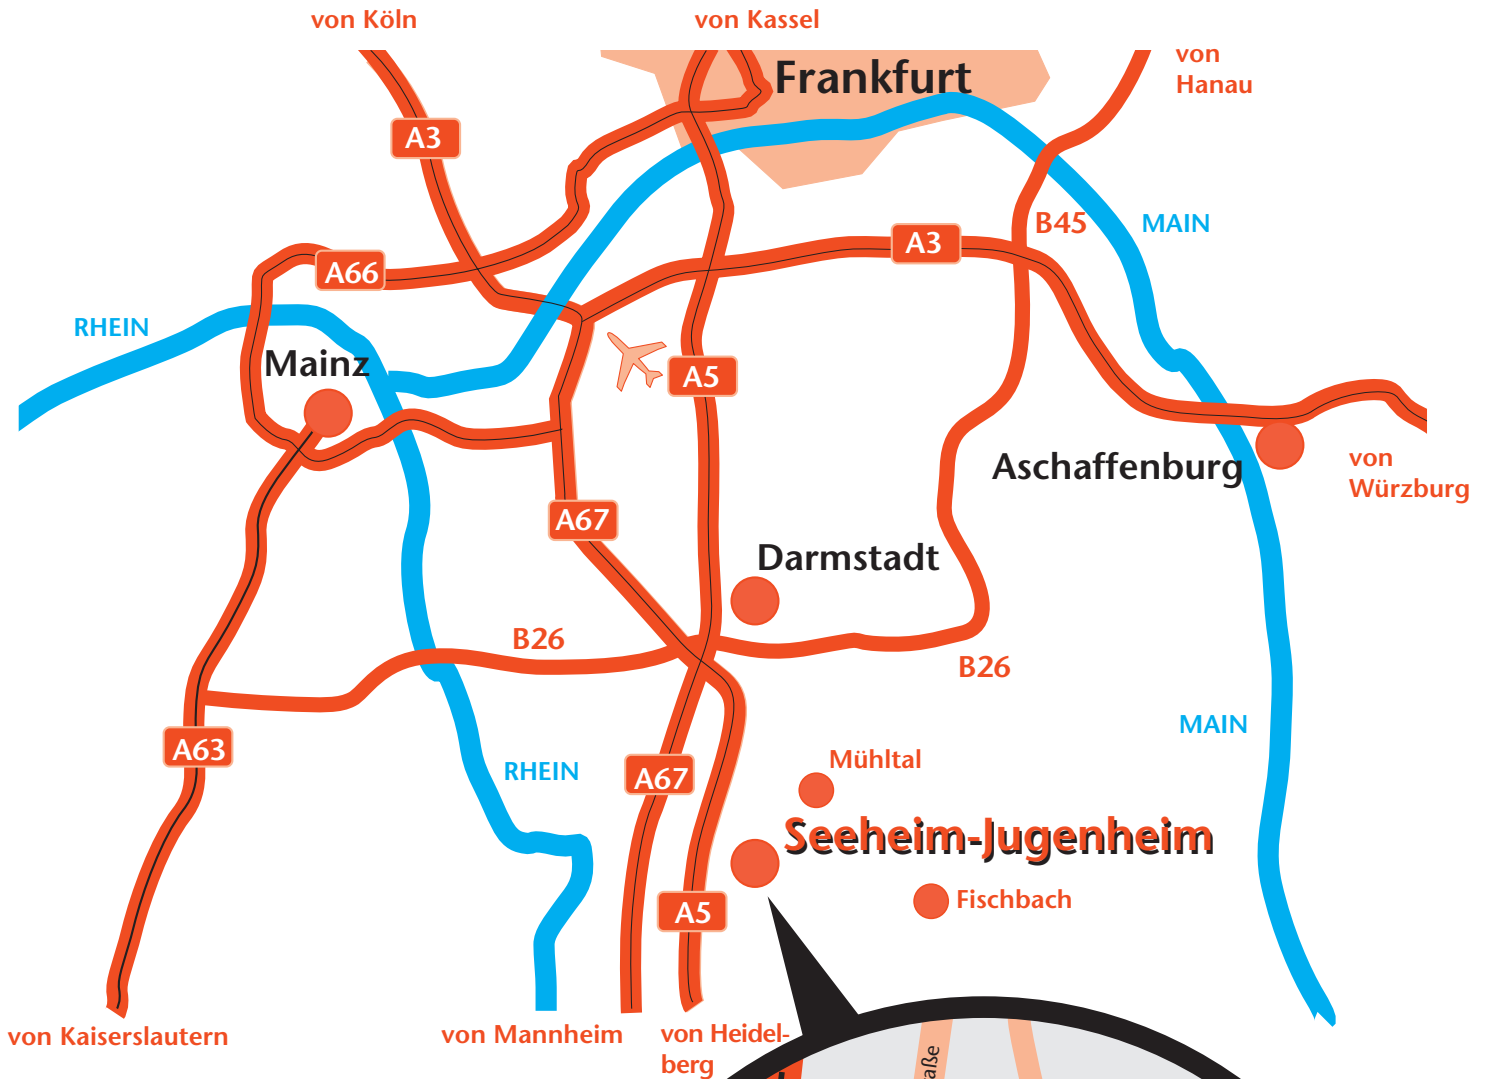 von Köln
von Kassel
von
Hanau
Frankfurt
A3
B45
MAIN
A3
A66
RHEIN
Mainz
A5
von
Würzburg
Aschaffenburg
A67
Darmstadt
B26
B26
A63
MAIN
RHEIN
A67
Mühltal
Seeheim-Jugenheim
Fischbach
A5
von Kaiserslautern
von Mannheim
von Heidel-
berg
aße